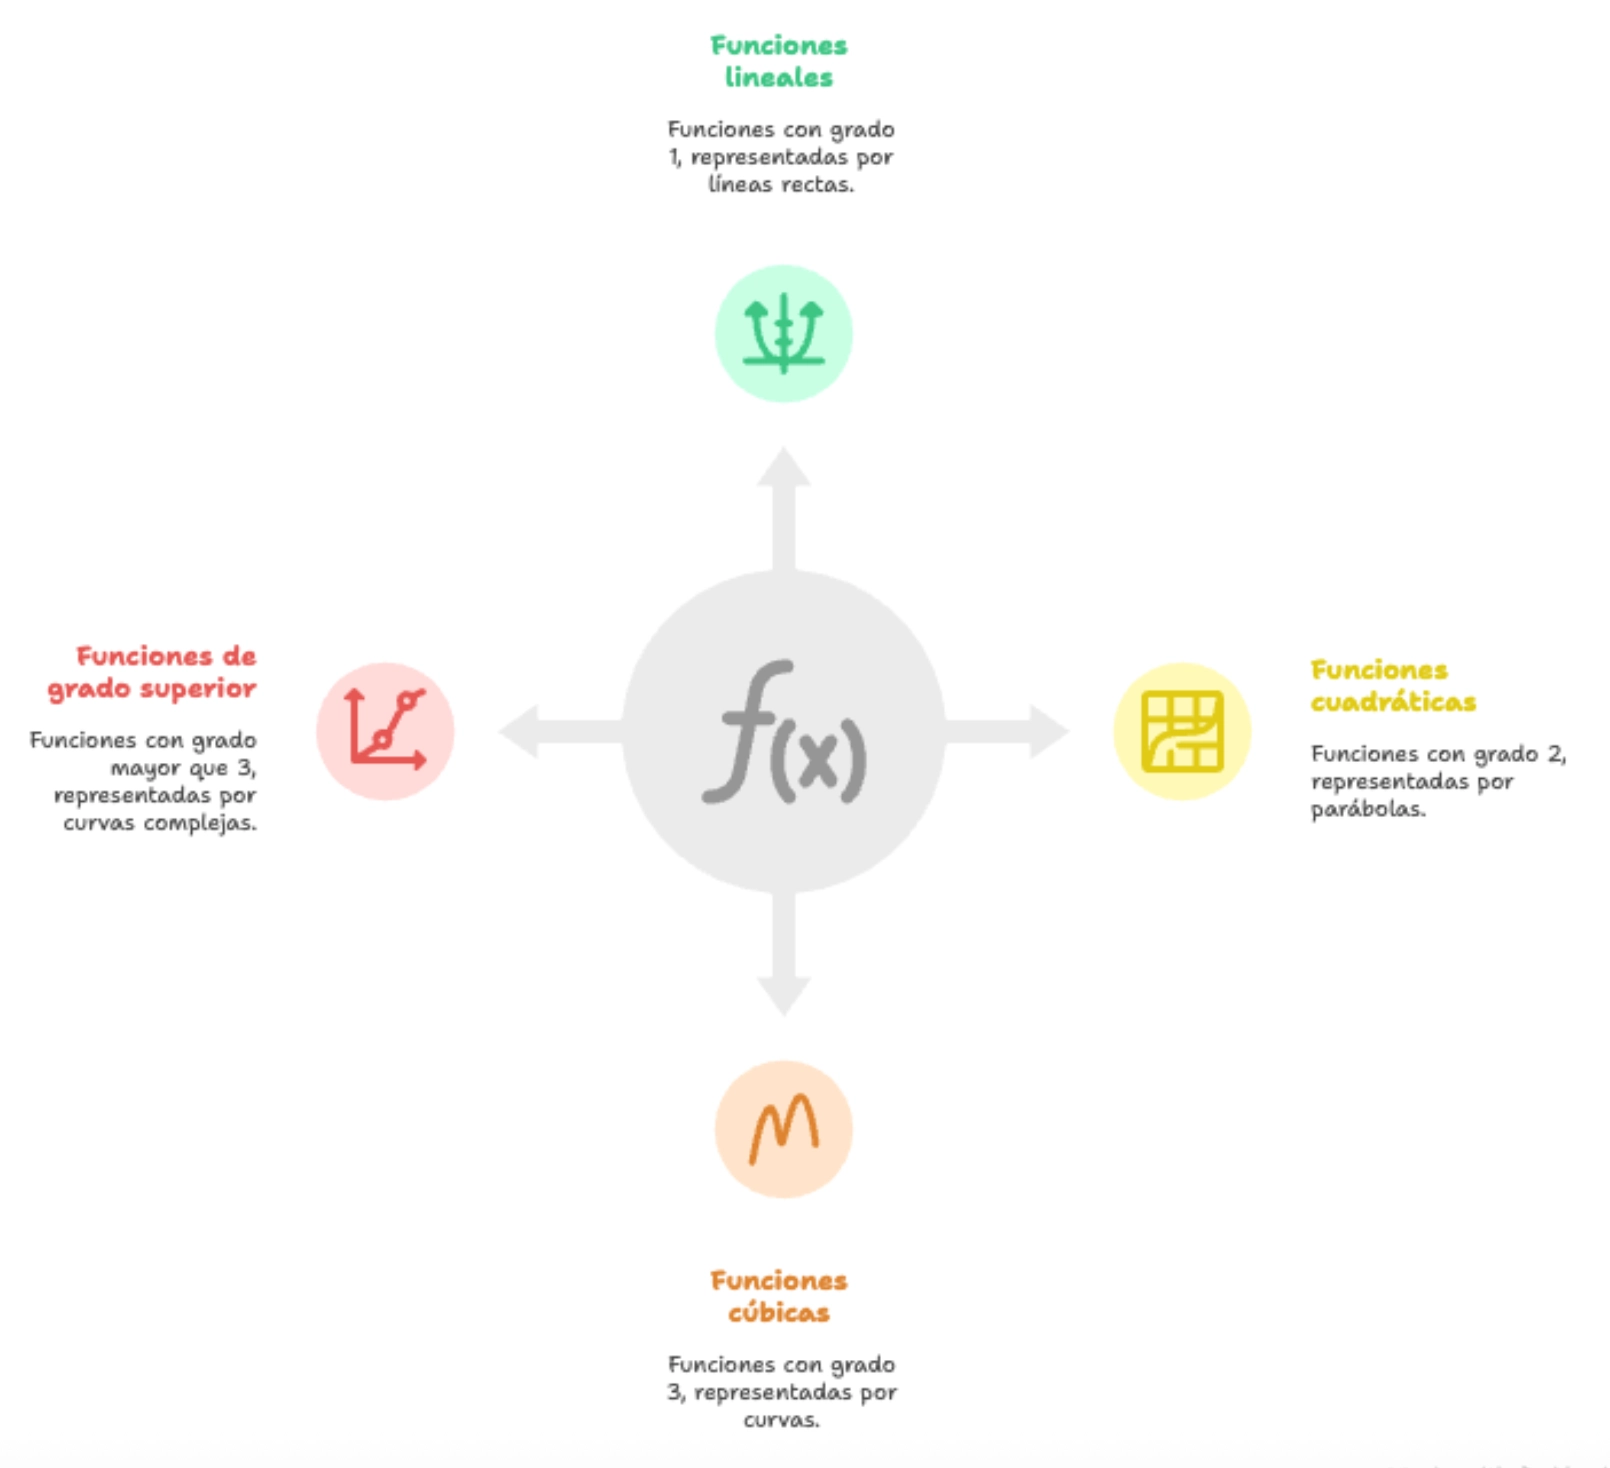 Funciones
lineales
Funciones con grado
1, representadas por
líneas rectas.
Funciones de
grado superior
Funciones con grado
mayor que 3,
representadas por
curvas complejas.
f(x)
Funciones
cuadráticas
Funciones con grado 2,
representadas por
parábolas.
Funciones
cúbicas
Funciones con grado
3, representadas por
curvas.